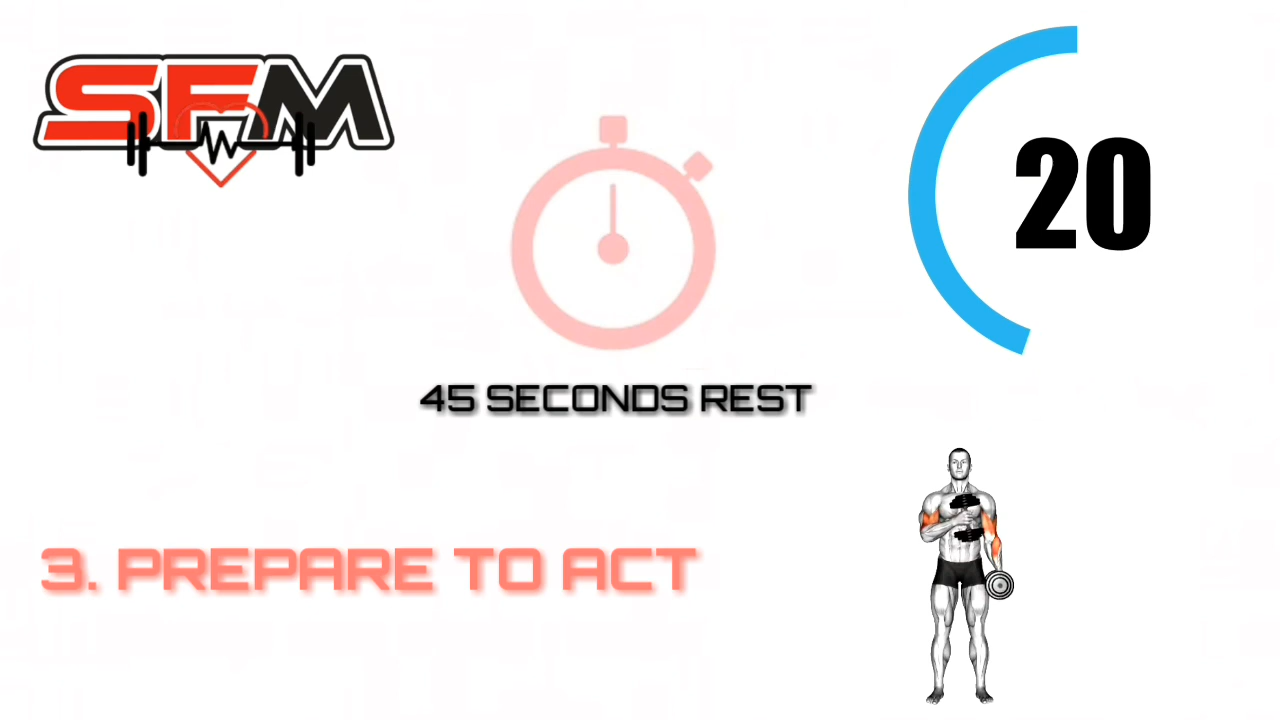 SFM
20
45 SECONDS REST
3. PREPARE TO ACT